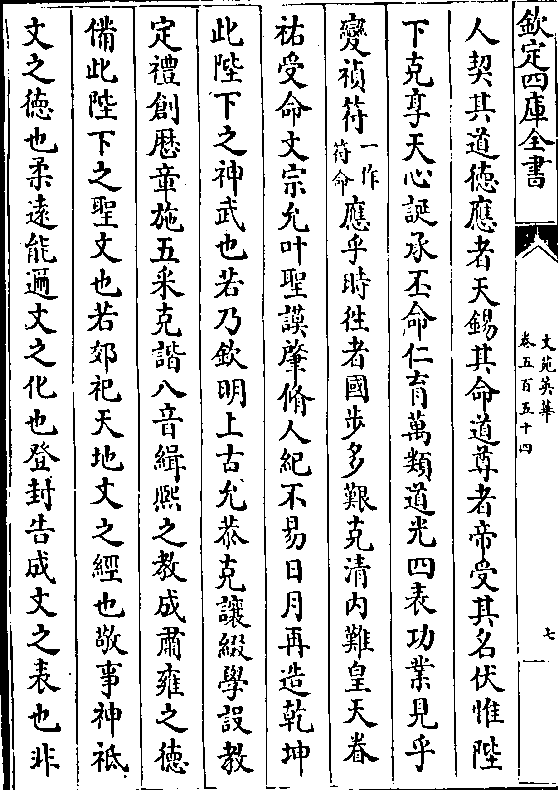 欽定四庫全書
文苑英華
卷五百五十四
七
人契其道德應者天錫其命道尊者帝受其名伏惟陛
下克享天心誕承丕命仁育萬類道光四表功業見乎
變禎符一作符命應乎時徃者國步多艱克清内難皇天眷
祐受命文宗允叶聖謨肇脩人紀不易日月再造乾坤
此陛下之神武也若乃欽明上古允恭克讓綴學設教
定禮創歴章施五采克諧八音緝熙之教成肅雍之德
備此陛下之聖文也若郊祀天地文之經也敬事神祗
文之德也柔遠能邇文之化也登封告成文之表也非